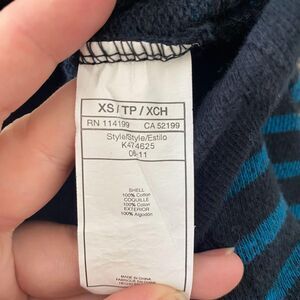 XS / TP / XCH
RN 114199 CA 52199
Style/Style/Estilo
K474625
08-11
SHELL
100% Cotton
COQUILLE
100% Coton
EXTERIOR
100% Algodón
MADE IN CHINA